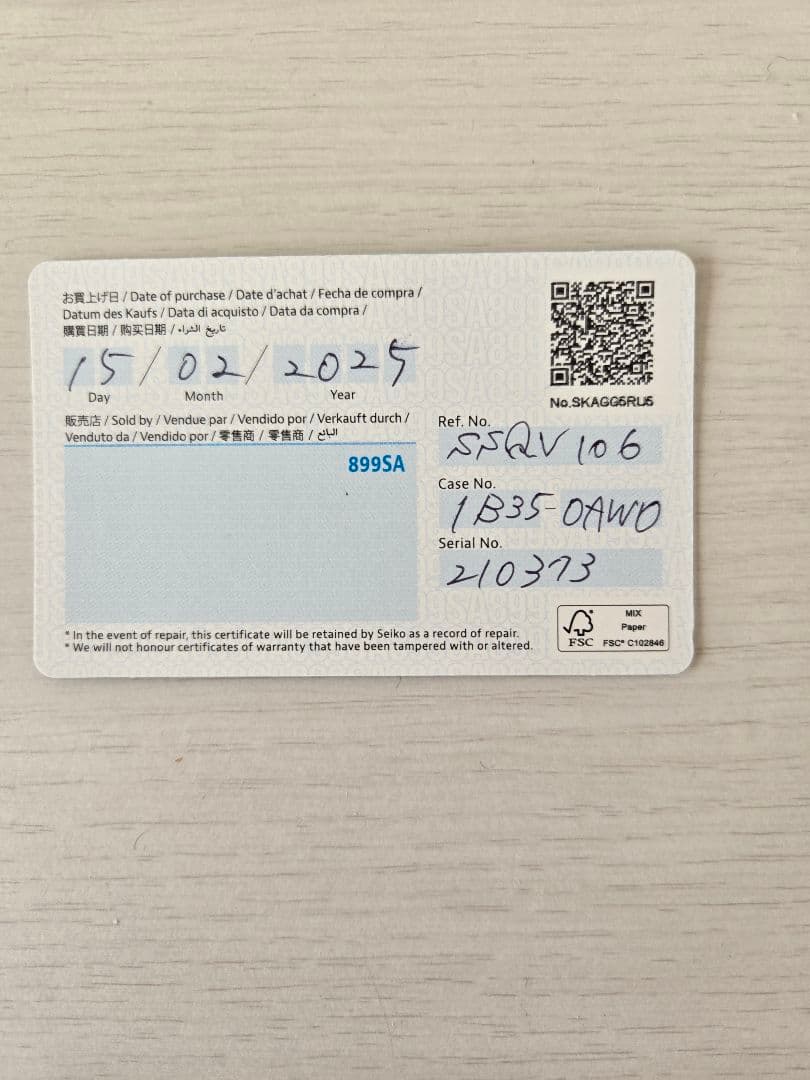 お買上げ日 / Date of purchase / Date d'achat / Fecha de compra /
Datum des Kaufs / Data di acquisto / Data da compra /
購買日期 / 购买日期 / تاريخ الشراء
15 / 02 / 2025
Day Month Year
販売店 / Sold by / Vendue par / Vendido por / Verkauft durch /
Venduto da / Vendido por / 零售商 / 零售商 / البائع
899SA
No.SKAGG5RU5
Ref. No.
SSQV106
Case No.
1B35-0AW0
Serial No.
210373
* In the event of repair, this certificate will be retained by Seiko as a record of repair.
* We will not honour certificates of warranty that have been tampered with or altered.
FSC
MIX
Paper
FSC® C102846